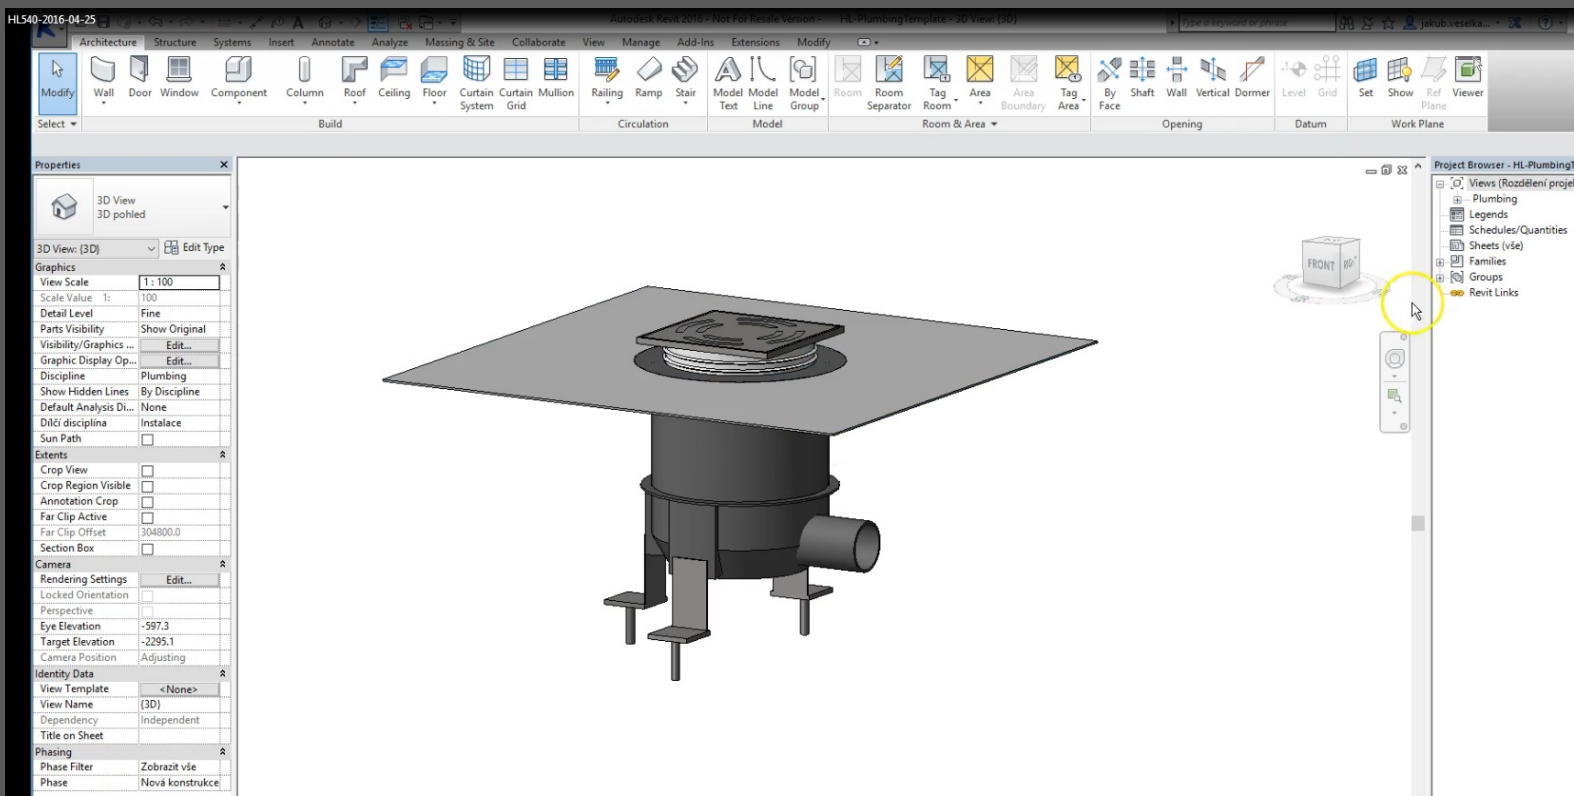 HL540-2016-04-25
Autodesk Revit 2016 - Not For Resale Version - HL-PlumbingTemplate - 3D View: {3D}
Type a keyword or phrase
jakub.veselka...
Architecture Structure Systems Insert Annotate Analyze Massing & Site Collaborate View Manage Add-Ins Extensions Modify
Modify Wall Door Window Component Column Roof Ceiling Floor Curtain System Curtain Grid Mullion Railing Ramp Stair Model Text Model Line Model Group Room Room Separator Tag Room Area Area Boundary Tag Area By Face Shaft Wall Vertical Dormer Level Grid Set Show Ref Plane Viewer
Select Build Circulation Model Room & Area Opening Datum Work Plane
Properties
3D View
3D pohled
3D View: {3D} Edit Type
Graphics
View Scale 1 : 100
Scale Value 1: 100
Detail Level Fine
Parts Visibility Show Original
Visibility/Graphics ... Edit...
Graphic Display Op... Edit...
Discipline Plumbing
Show Hidden Lines By Discipline
Default Analysis Di... None
Dílčí disciplína Instalace
Sun Path
Extents
Crop View
Crop Region Visible
Annotation Crop
Far Clip Active
Far Clip Offset 304800.0
Section Box
Camera
Rendering Settings Edit...
Locked Orientation
Perspective
Eye Elevation -597.3
Target Elevation -2295.1
Camera Position Adjusting
Identity Data
View Template <None>
View Name {3D}
Dependency Independent
Title on Sheet
Phasing
Phase Filter Zobrazit vše
Phase Nová konstrukce
FRONT
Project Browser - HL-PlumbingT
Views (Rozdělení projek
Plumbing
Legends
Schedules/Quantities
Sheets (vše)
Families
Groups
Revit Links